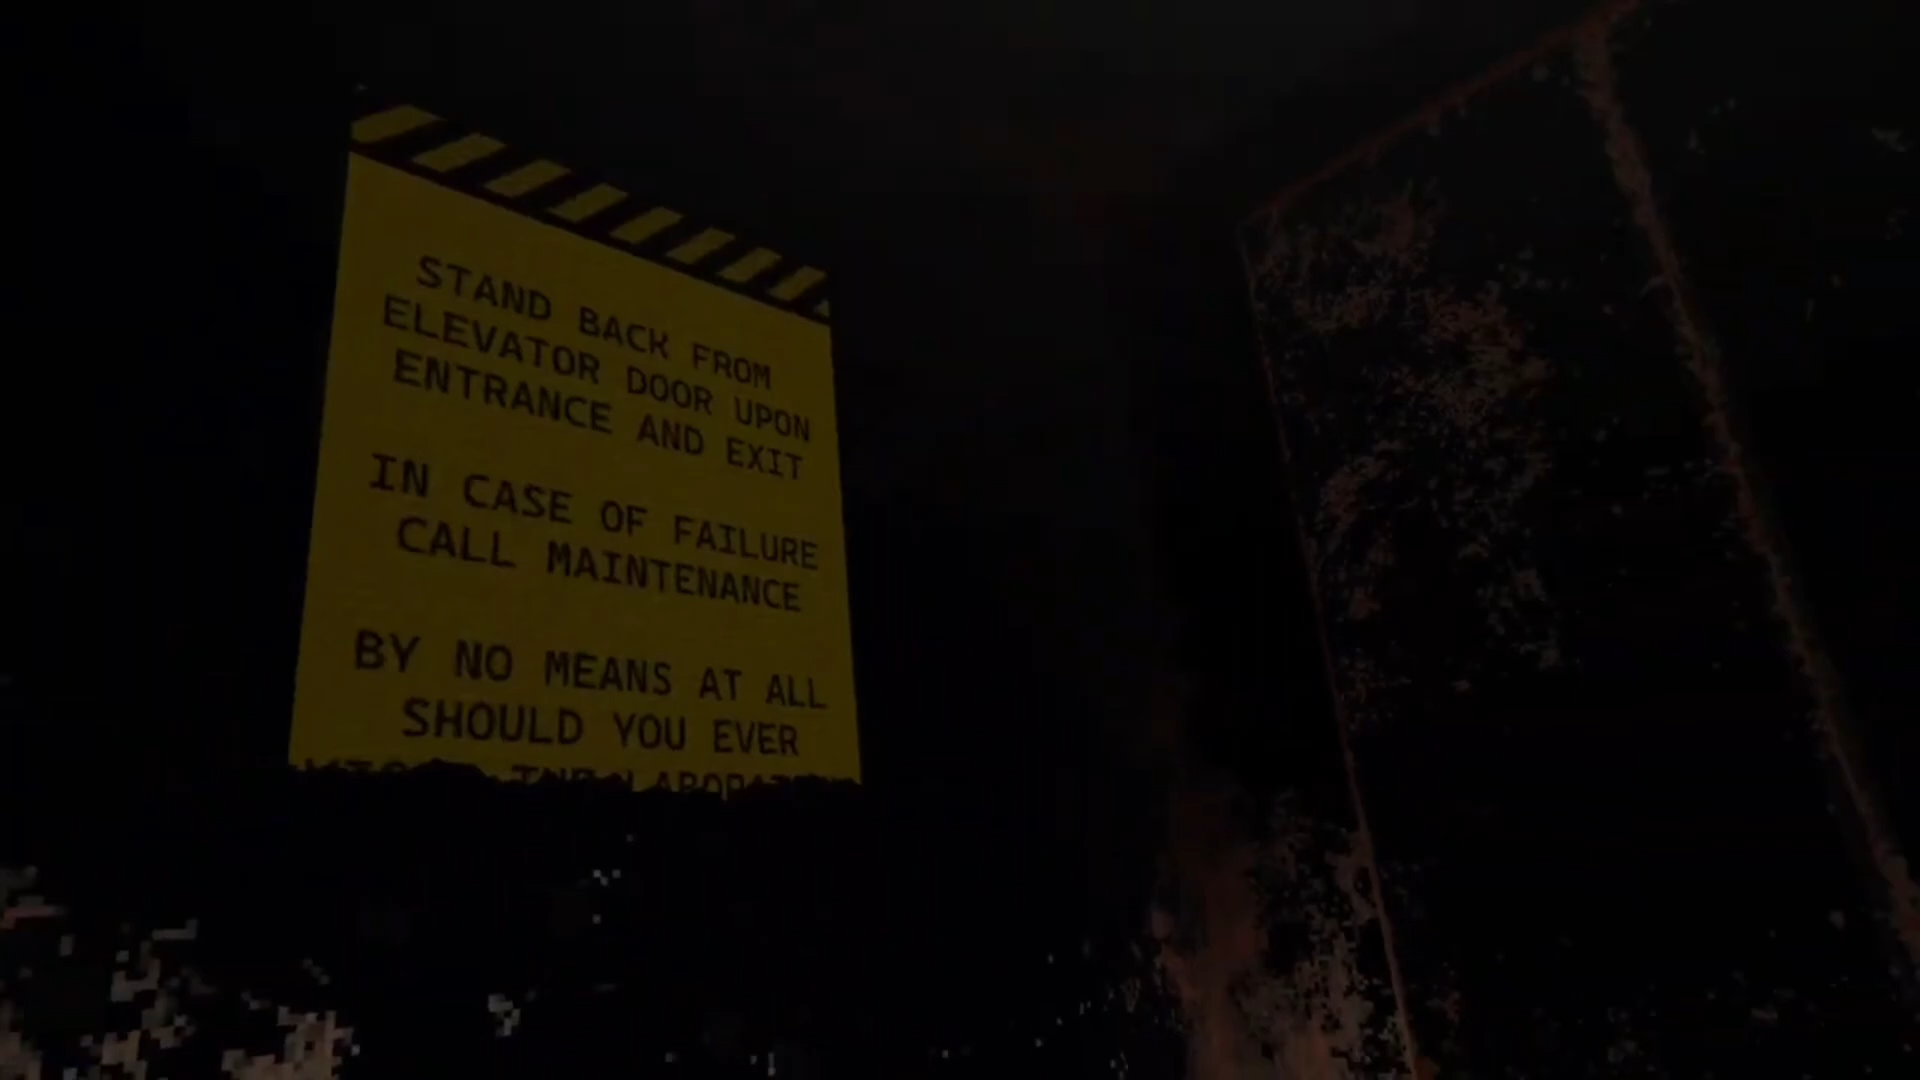 STAND BACK FROM
ELEVATOR DOOR UPON
ENTRANCE AND EXIT
IN CASE OF FAILURE
CALL MAINTENANCE
BY NO MEANS AT ALL
SHOULD YOU EVER